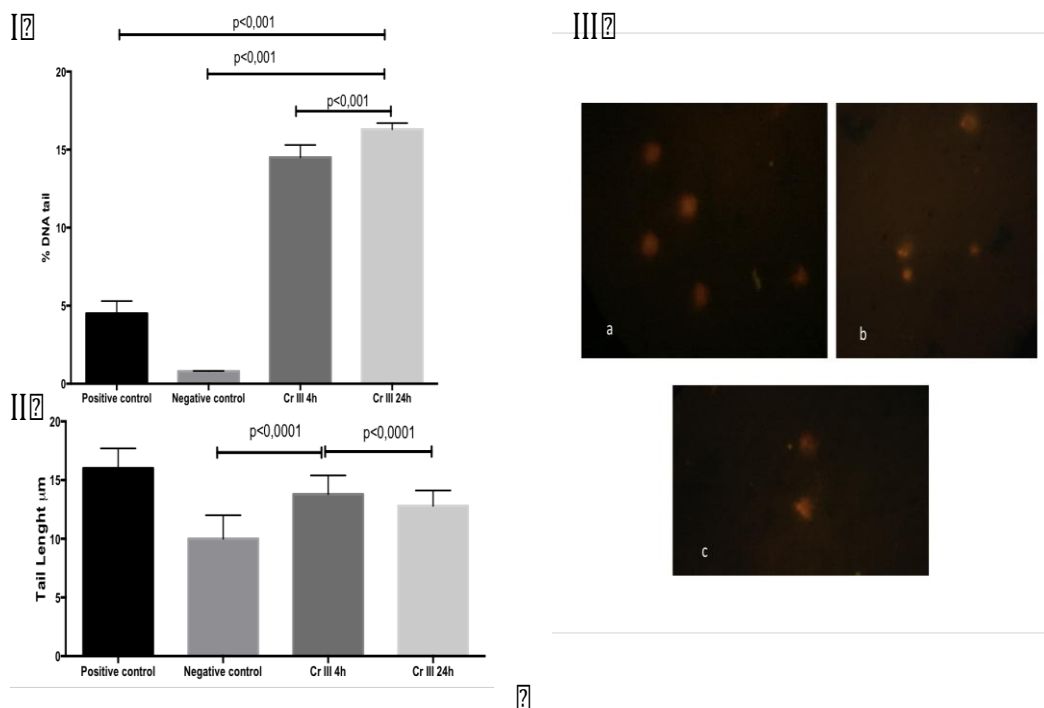 I
p<0,001
p<0,001
p<0,001
20
15
10
5
0
% DNA tail
Positive control Negative control Cr III 4h Cr III 24h
II
p<0,0001 p<0,0001
20
15
10
5
0
Tail Lenght µm
Positive control Negative control Cr III 4h Cr III 24h
III
a
b
c